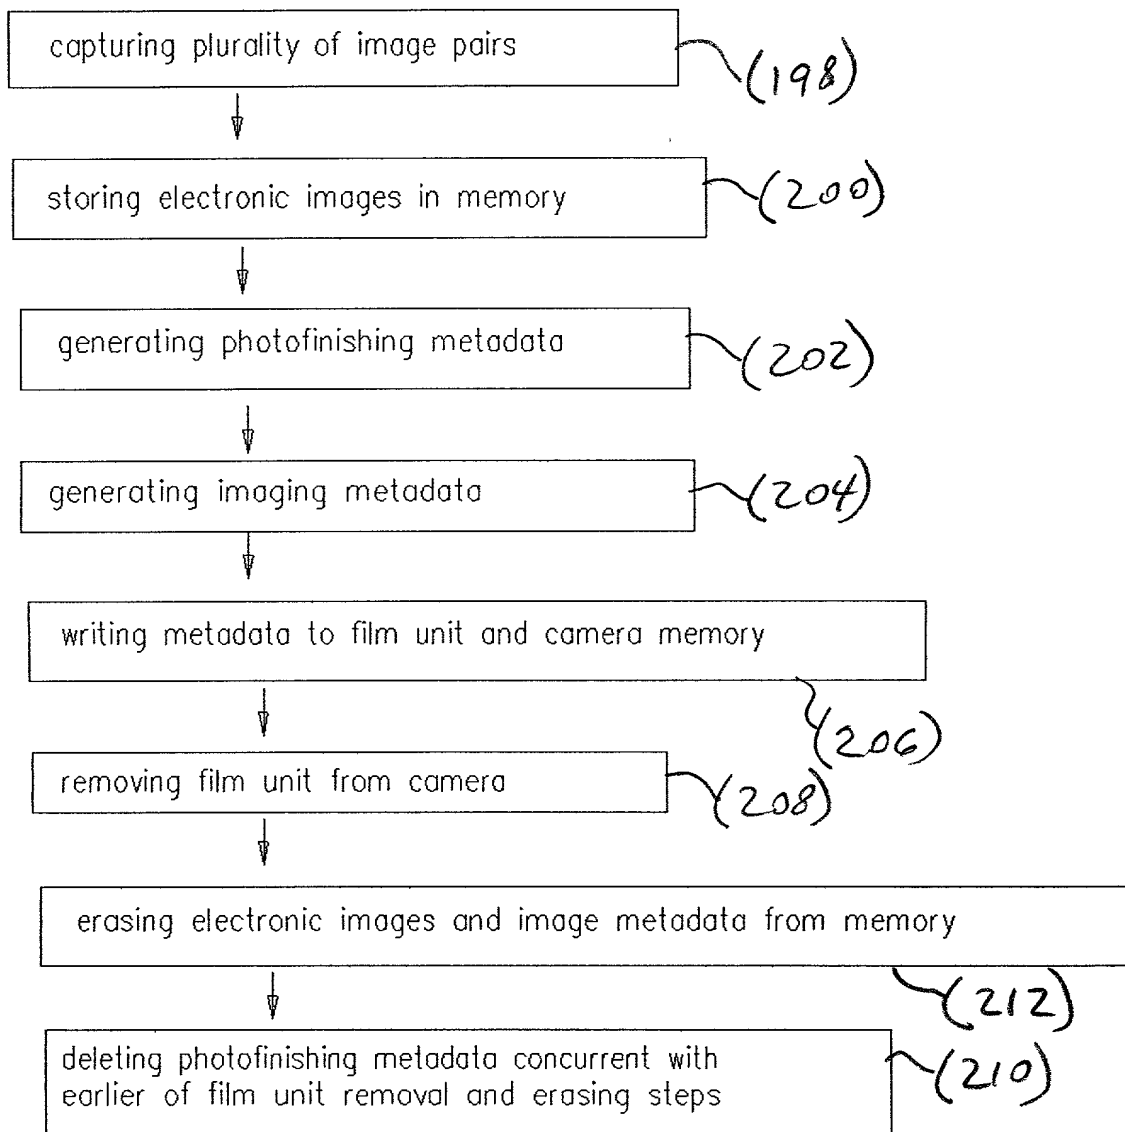 capturing plurality of image pairs
(198)
storing electronic images in memory
(200)
generating photofinishing metadata
(202)
generating imaging metadata
(204)
writing metadata to film unit and camera memory
(206)
removing film unit from camera
(208)
erasing electronic images and image metadata from memory
(212)
deleting photofinishing metadata concurrent with
earlier of film unit removal and erasing steps
(210)